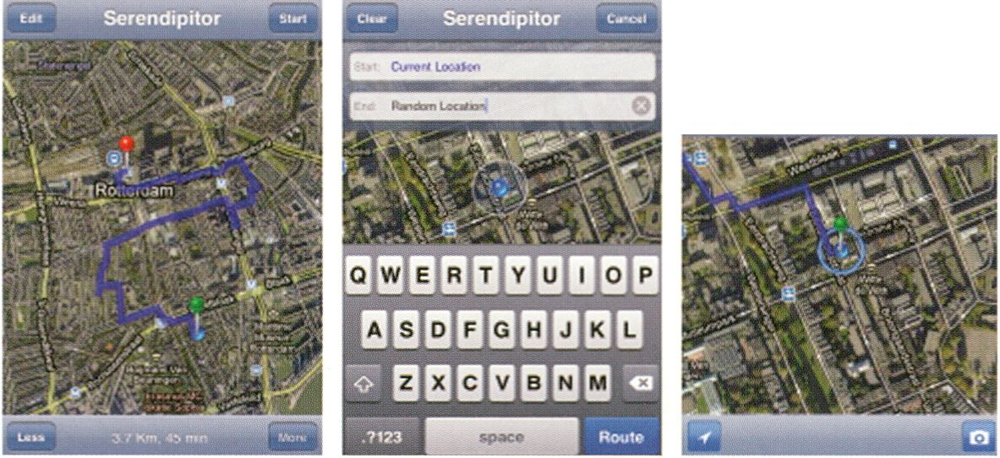 Edit Serendipitor Start
Rotterdam
Less 3.7 Km, 45 min More
Clear Serendipitor Cancel
Start: Current Location
End: Random Location
Q W E R T Y U I O P
A S D F G H J K L
Z X C V B N M
.?123 space Route